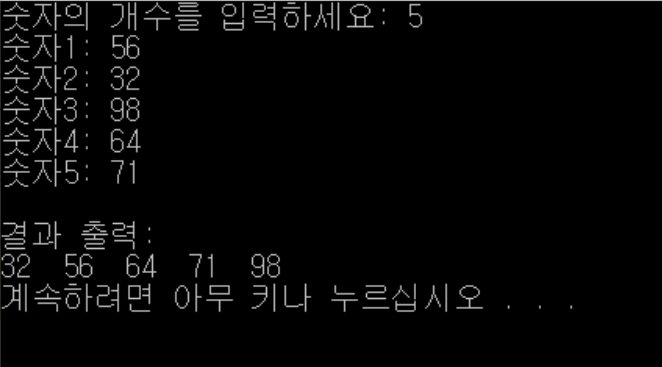 숫자의 개수를 입력하세요: 5
숫자1: 56
숫자2: 32
숫자3: 98
숫자4: 64
숫자5: 71
결과 출력:
32  56  64  71  98
계속하려면 아무 키나 누르십시오 . . .